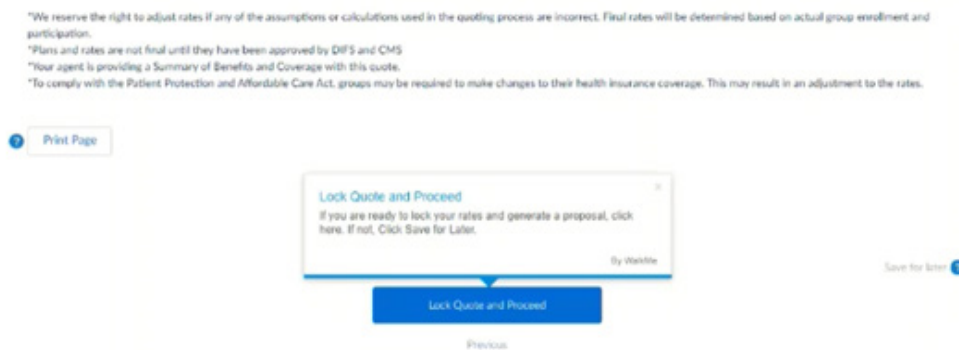 *We reserve the right to adjust rates if any of the assumptions or calculations used in the quoting process are incorrect. Final rates will be determined based on actual group enrollment and
participation.
*Plans and rates are not final until they have been approved by DIFS and CMS
*Your agent is providing a Summary of Benefits and Coverage with this quote.
*To comply with the Patient Protection and Affordable Care Act, groups may be required to make changes to their health insurance coverage. This may result in an adjustment to the rates.
? Print Page
Lock Quote and Proceed ×
If you are ready to lock your rates and generate a proposal, click
here. If not, Click Save for Later.
By WalkMe
Save for later ?
Lock Quote and Proceed
Previous